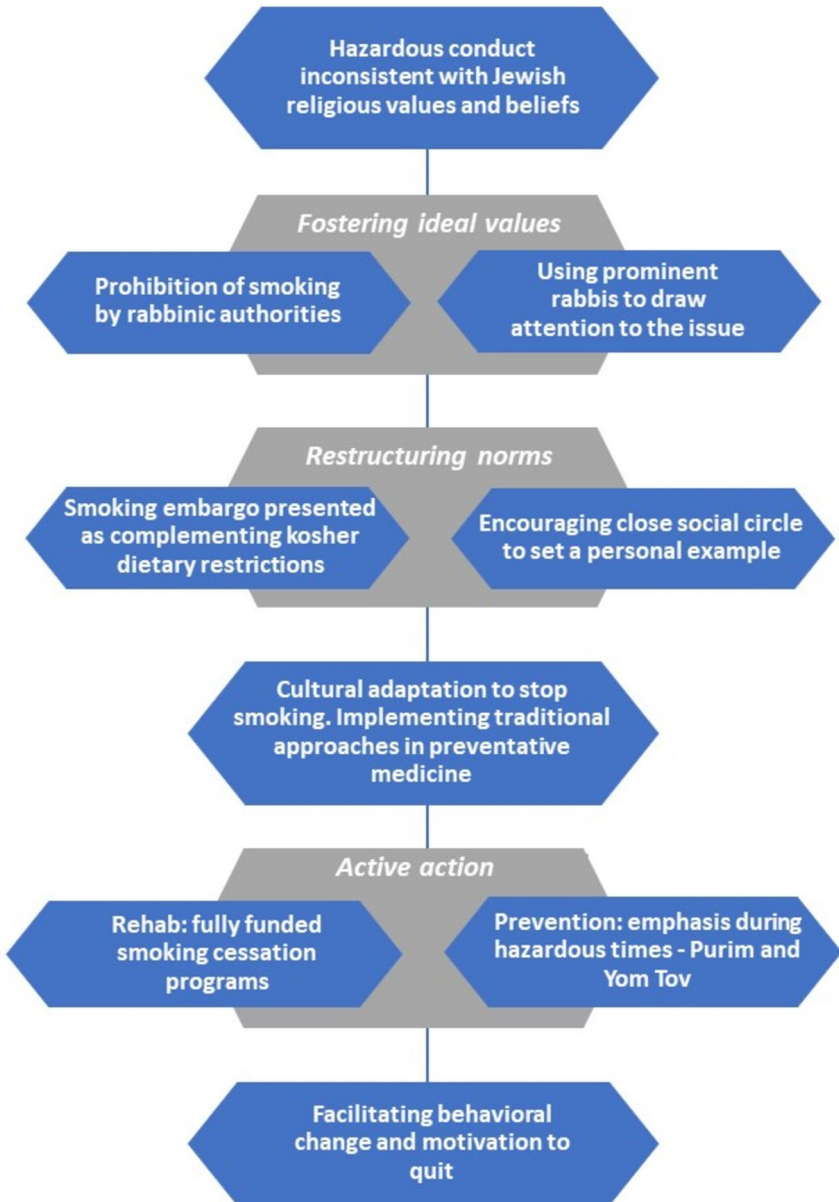 Hazardous conduct
inconsistent with Jewish
religious values and beliefs
Fostering ideal values
Prohibition of smoking
by rabbinic authorities
Using prominent
rabbis to draw
attention to the issue
Restructuring norms
Smoking embargo presented
as complementing kosher
dietary restrictions
Encouraging close social circle
to set a personal example
Cultural adaptation to stop
smoking. Implementing traditional
approaches in preventative
medicine
Active action
Rehab: fully funded
smoking cessation
programs
Prevention: emphasis during
hazardous times - Purim and
Yom Tov
Facilitating behavioral
change and motivation to
quit